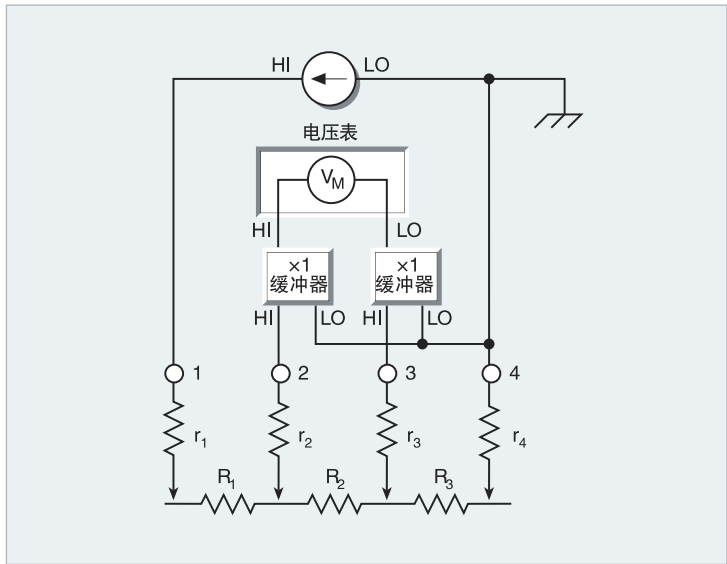 HI LO
电压表
V_M
HI LO
×1 ×1
缓冲器 缓冲器
HI LO HI LO
1 2 3 4
r₁ r₂ r₃ r₄
R₁ R₂ R₃